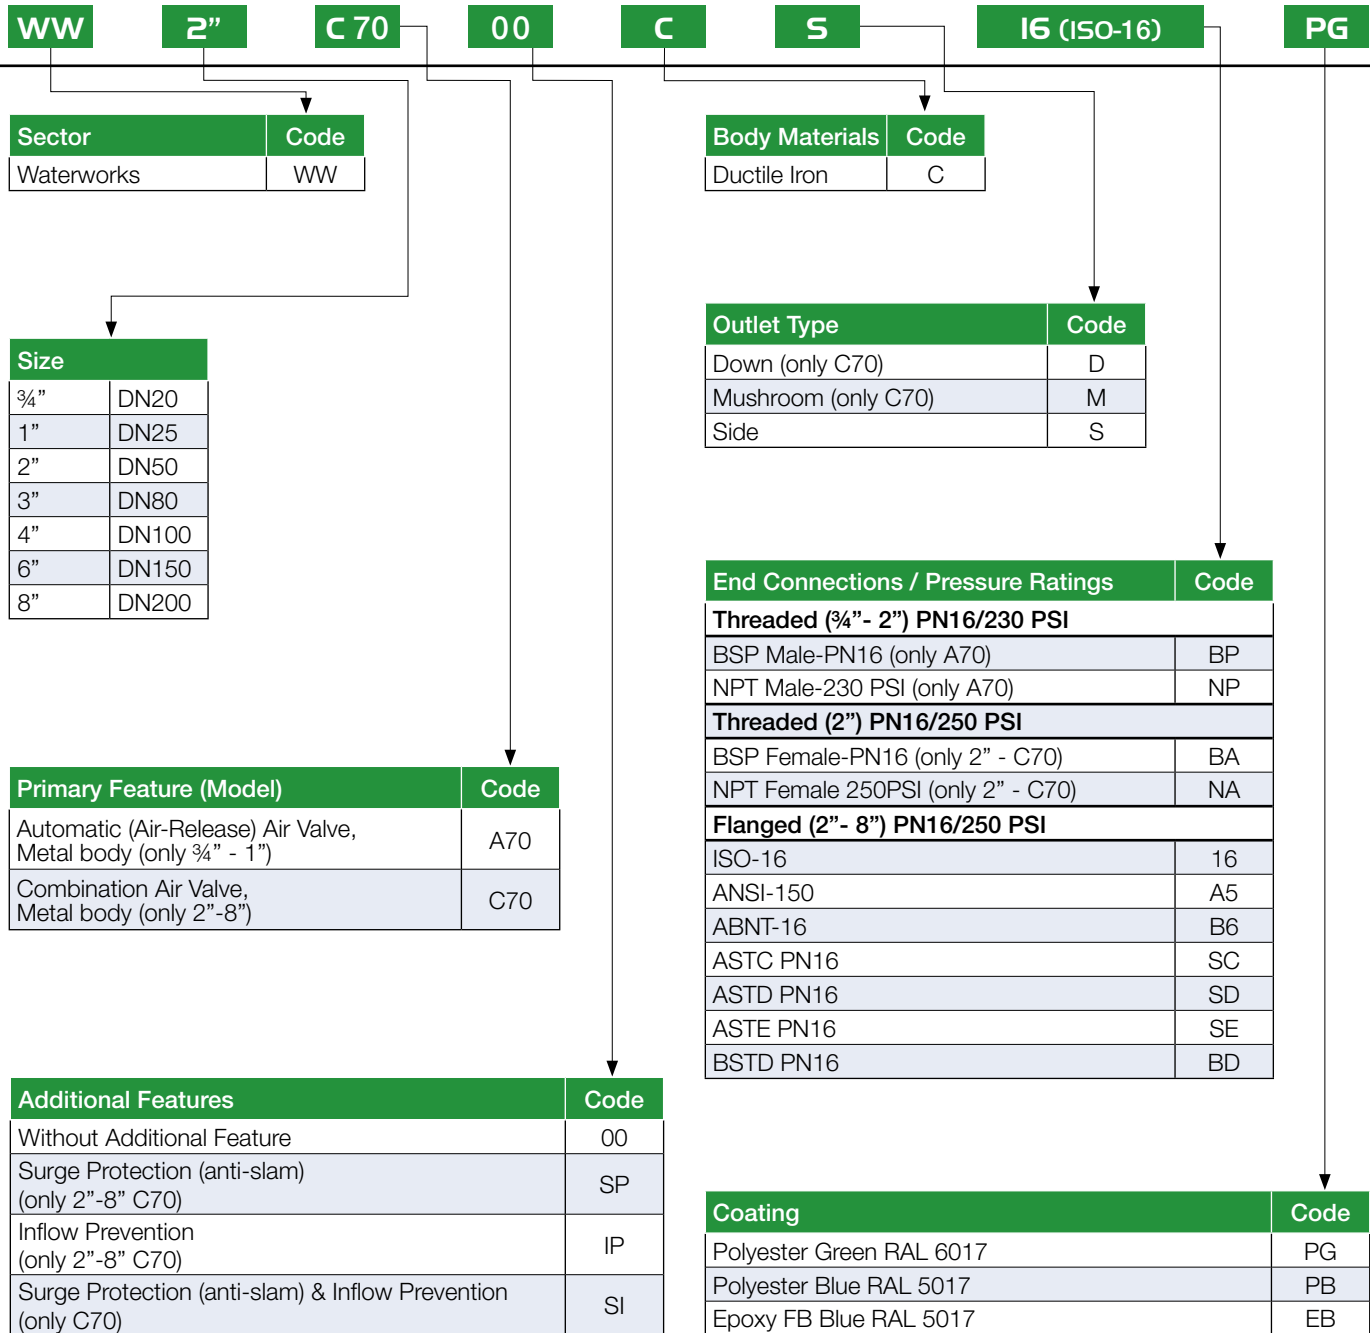 WW 2” C 70 00 C S 16 (ISO-16) PG
Sector Code
Waterworks WW
Body Materials Code
Ductile Iron C
Size
¾” DN20
1” DN25
2” DN50
3” DN80
4” DN100
6” DN150
8” DN200
Outlet Type Code
Down (only C70) D
Mushroom (only C70) M
Side S
Primary Feature (Model) Code
Automatic (Air-Release) Air Valve,
Metal body (only ¾” - 1”) A70
Combination Air Valve,
Metal body (only 2”-8”) C70
End Connections / Pressure Ratings Code
Threaded (¾”- 2”) PN16/230 PSI
BSP Male-PN16 (only A70) BP
NPT Male-230 PSI (only A70) NP
Threaded (2”) PN16/250 PSI
BSP Female-PN16 (only 2” - C70) BA
NPT Female 250PSI (only 2” - C70) NA
Flanged (2”- 8”) PN16/250 PSI
ISO-16 16
ANSI-150 A5
ABNT-16 B6
ASTC PN16 SC
ASTD PN16 SD
ASTE PN16 SE
BSTD PN16 BD
Additional Features Code
Without Additional Feature 00
Surge Protection (anti-slam)
(only 2”-8” C70) SP
Inflow Prevention
(only 2”-8” C70) IP
Surge Protection (anti-slam) & Inflow Prevention
(only C70) SI
Coating Code
Polyester Green RAL 6017 PG
Polyester Blue RAL 5017 PB
Epoxy FB Blue RAL 5017 EB